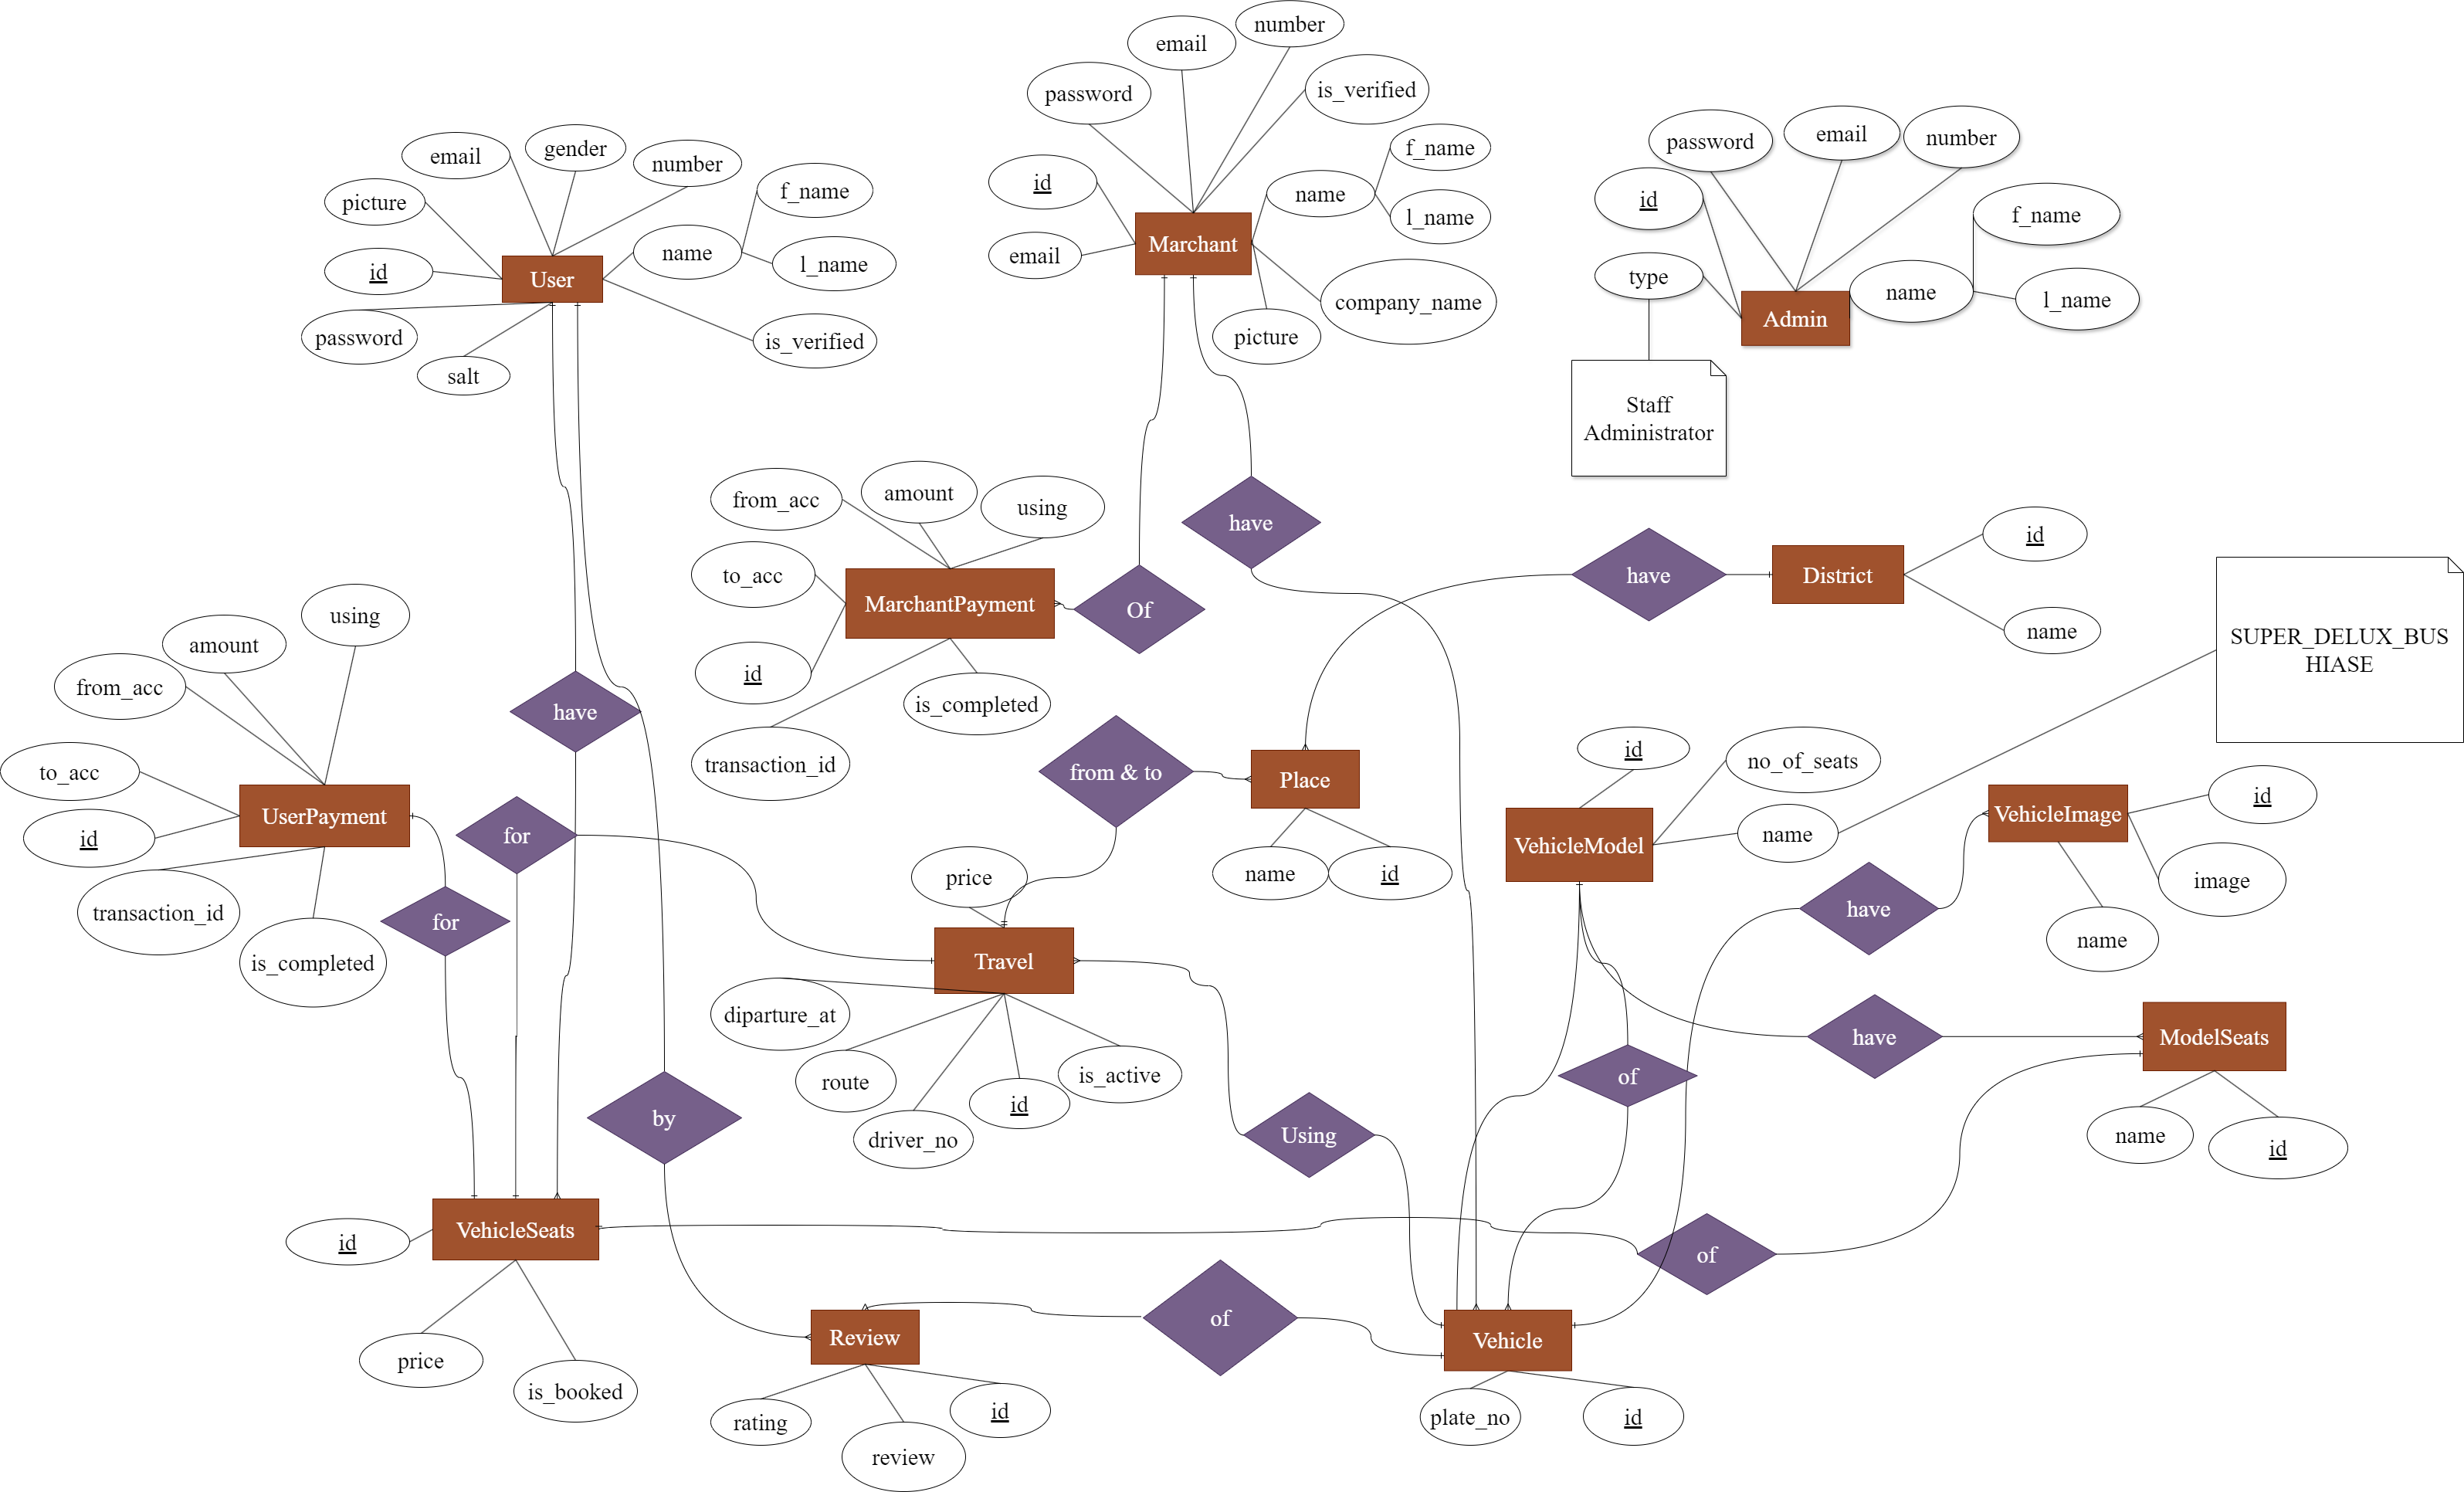 number
email
password
is_verified
f_name
id
name
l_name
email
Marchant
company_name
picture
password
email
number
id
f_name
type
name
l_name
Admin
Staff
Administrator
email
gender
number
picture
f_name
name
id
User
l_name
password
is_verified
salt
from_acc
amount
using
to_acc
MarchantPayment
Of
id
is_completed
transaction_id
have
have
District
id
name
SUPER_DELUX_BUS
HIASE
using
amount
from_acc
to_acc
UserPayment
id
transaction_id
is_completed
for
have
for
from & to
Place
name
id
price
Travel
diparture_at
route
is_active
id
driver_no
id
no_of_seats
VehicleModel
name
VehicleImage
id
image
name
have
have
ModelSeats
name
id
of
by
Using
VehicleSeats
id
price
is_booked
of
of
Review
rating
id
review
Vehicle
plate_no
id